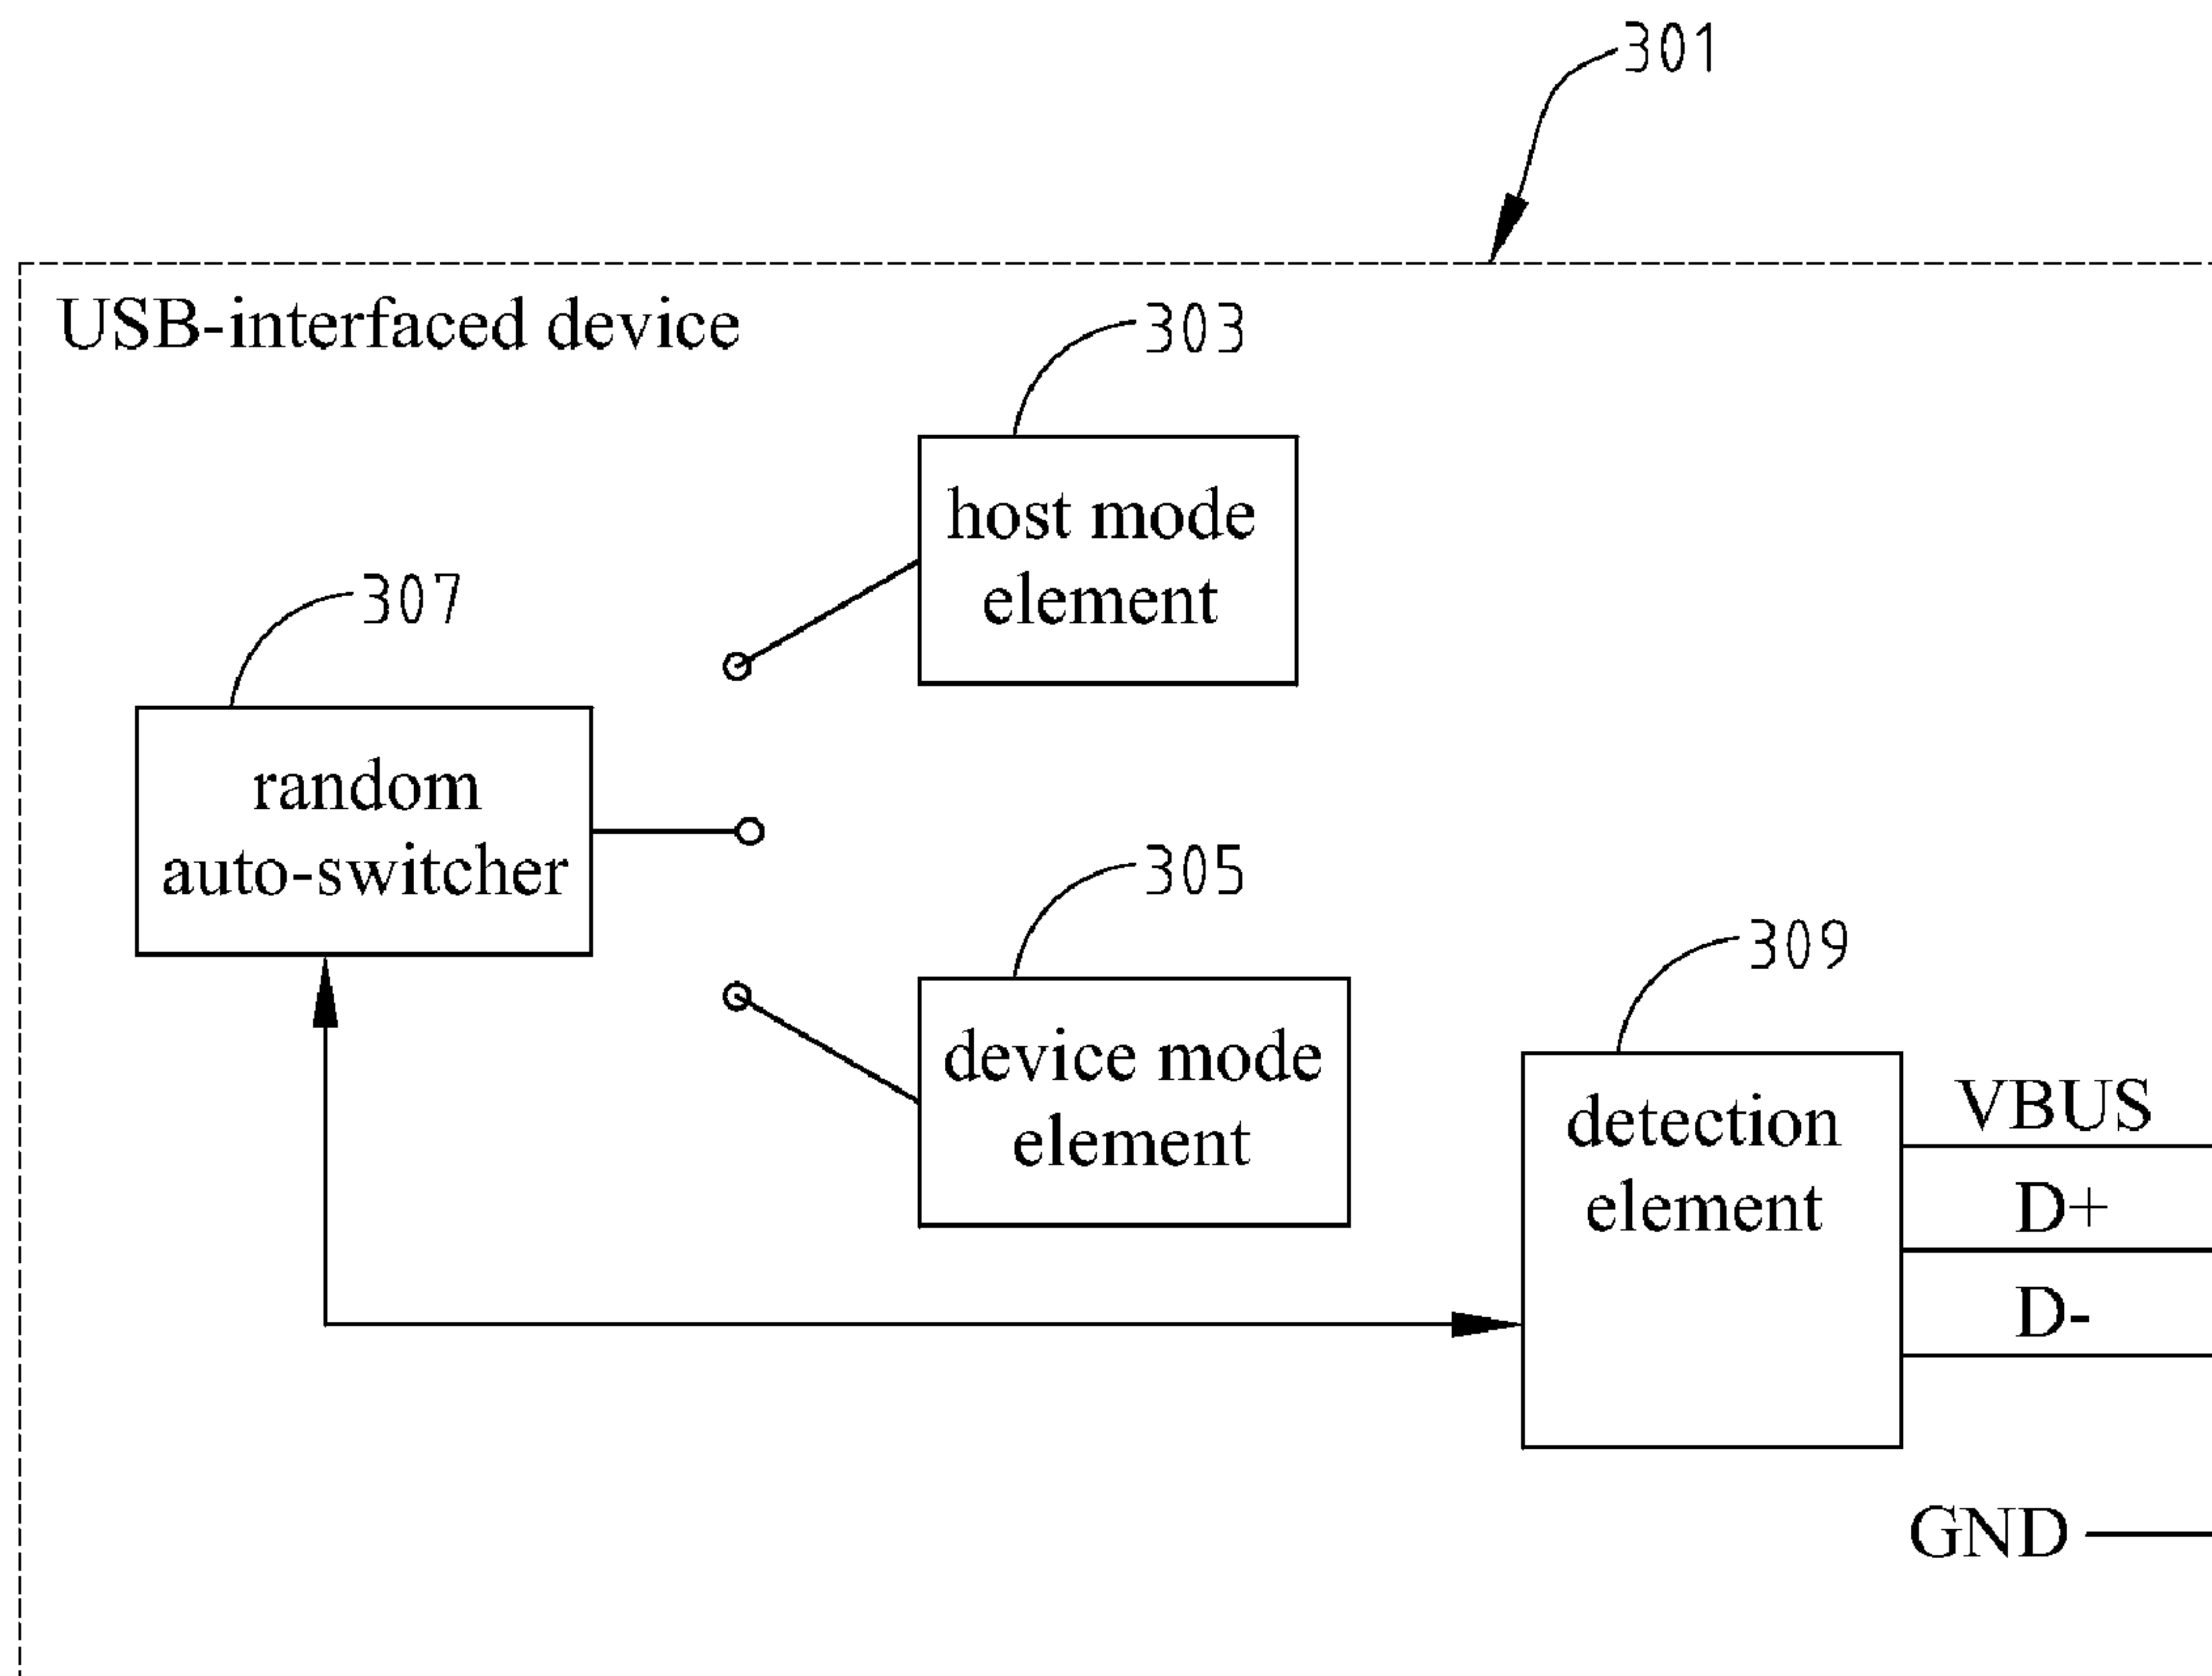 301
USB-interfaced device
303
host mode
element
307
random
auto-switcher
305
device mode
element
309
detection
element
VBUS
D+
D-
GND